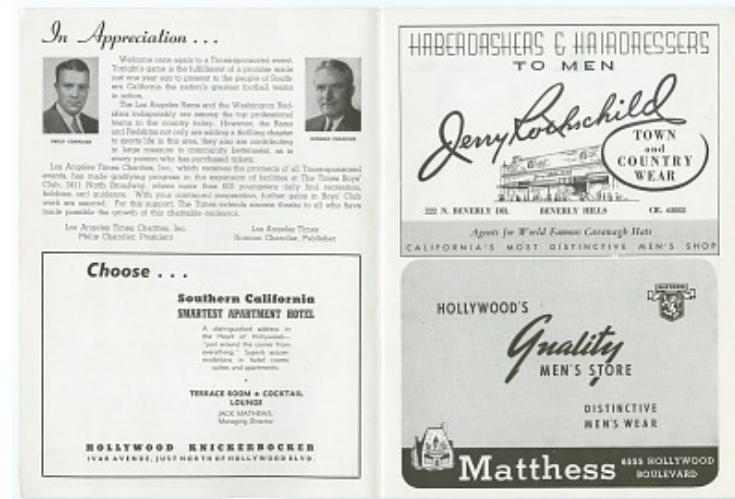 In Appreciation . . .
Welcome once again to a Times-sponsored event.
Tonight's game is the fulfillment of a promise made
just one year ago to present to the people of South-
ern California the nation's greatest football teams
in action.
The Los Angeles Rams and the Washington Red-
skins indisputably are among the top professional
teams in the country today. However, the Rams
and Redskins not only are adding a thrilling chapter
to sports life in this area, they also are contributing
in large measure to community betterment, as is
every person who has purchased tickets.
PHILIP CHANDLER
NORMAN CHANDLER
Los Angeles Times Charities, Inc., which receives the proceeds of all Times-sponsored
events, has made gratifying progress in the expansion of facilities at The Times Boys'
Club, 2411 North Broadway, where more than 600 youngsters daily find recreation,
hobbies, and guidance. With your continued cooperation, further gains in Boys' Club
work are assured. For this support, The Times extends sincere thanks to all who have
made possible the growth of this charitable endeavor.
Los Angeles Times Charities, Inc.
Philip Chandler, President
Los Angeles Times
Norman Chandler, Publisher
Choose . . .
Southern California
SMARTEST APARTMENT HOTEL
A distinguished address in
the Heart of Hollywood—
"just around the corner from
everything." Superb accom-
modations in hotel rooms,
suites and apartments.
TERRACE ROOM • COCKTAIL
LOUNGE
JACK MATHEWS,
Managing Director
HOLLYWOOD KNICKERBOCKER
IVAR AVENUE, JUST NORTH OF HOLLYWOOD BLVD.
HABERDASHERS & HAIRDRESSERS
TO MEN
Jerry Rothschild
TOWN
and
COUNTRY
WEAR
222 N. BEVERLY DR. BEVERLY HILLS CR.
Agents for World Famous Cavanagh Hats
CALIFORNIA'S MOST DISTINCTIVE MEN'S SHOP
HOLLYWOOD'S
Quality
MEN'S STORE
DISTINCTIVE
MEN'S WEAR
Matthess 6555 HOLLYWOOD
BOULEVARD